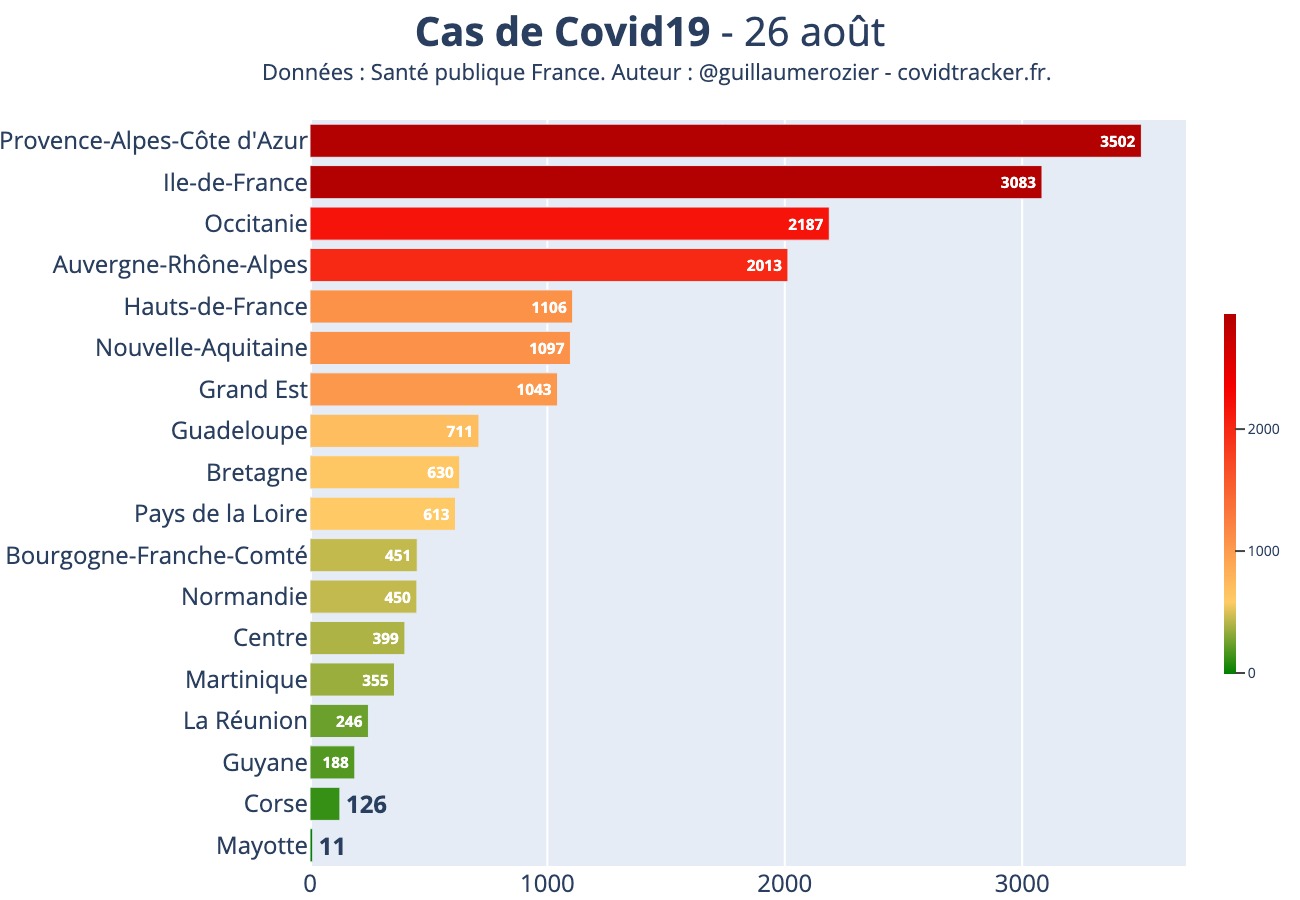 Cas de Covid19 - 26 août
Données : Santé publique France. Auteur : @guillaumerozier - covidtracker.fr.
Provence-Alpes-Côte d'Azur 3502
Ile-de-France 3083
Occitanie 2187
Auvergne-Rhône-Alpes 2013
Hauts-de-France 1106
Nouvelle-Aquitaine 1097
Grand Est 1043
Guadeloupe 711
Bretagne 630
Pays de la Loire 613
Bourgogne-Franche-Comté 451
Normandie 450
Centre 399
Martinique 355
La Réunion 246
Guyane 188
Corse 126
Mayotte 11
0 1000 2000 3000
2000
1000
0